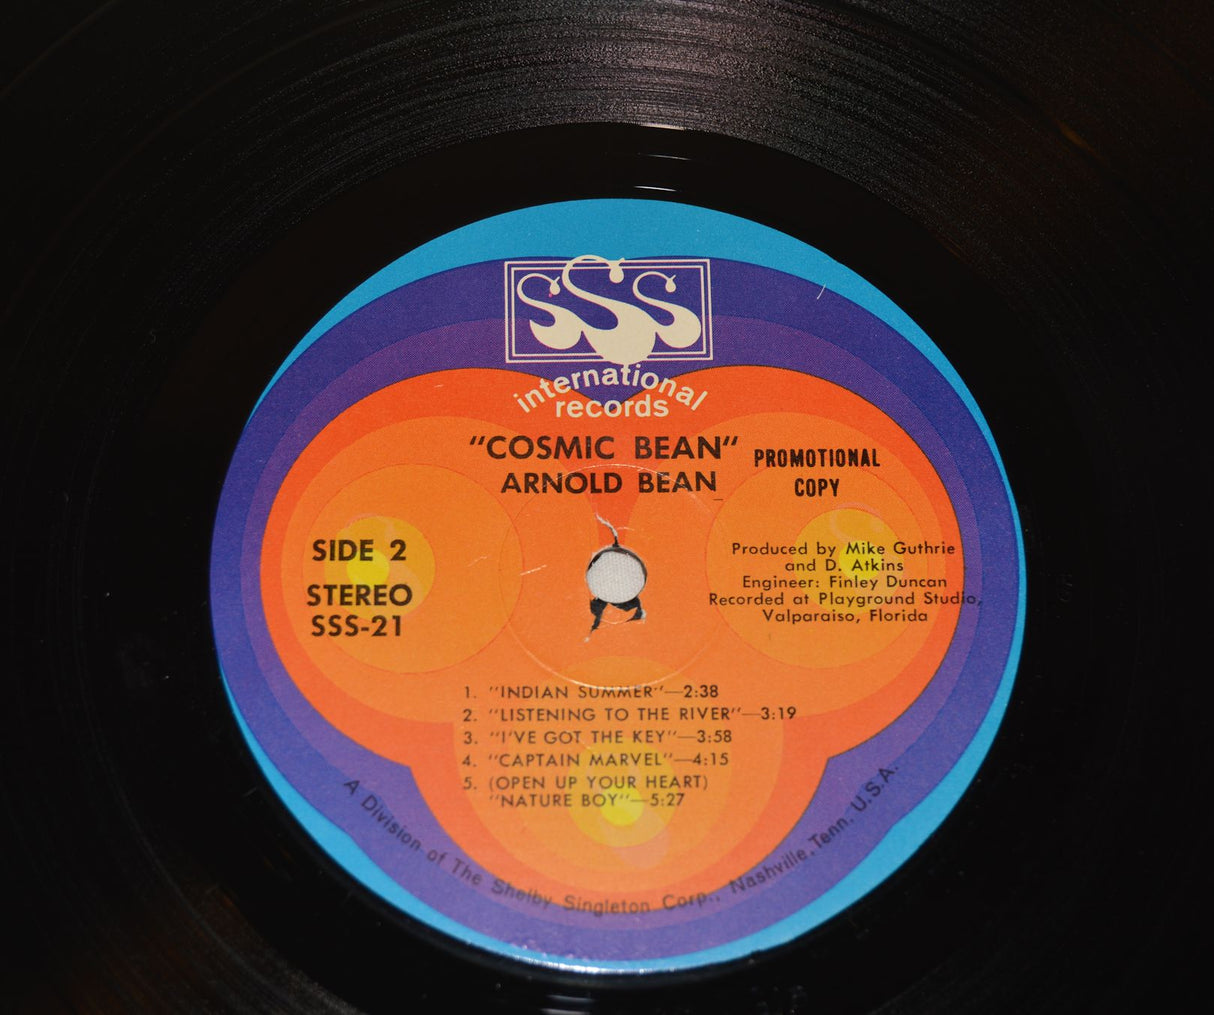 SSS
international
records
"COSMIC BEAN"
ARNOLD BEAN
PROMOTIONAL
COPY
SIDE 2
STEREO
SSS-21
Produced by Mike Guthrie
and D. Atkins
Engineer: Finley Duncan
Recorded at Playground Studio,
Valparaiso, Florida
1. "INDIAN SUMMER"—2:38
2. "LISTENING TO THE RIVER"—3:19
3. "I'VE GOT THE KEY"—3:58
4. "CAPTAIN MARVEL"—4:15
5. (OPEN UP YOUR HEART)
"NATURE BOY"—5:27
A Division of The Shelby Singleton Corp., Nashville, Tenn. U.S.A.